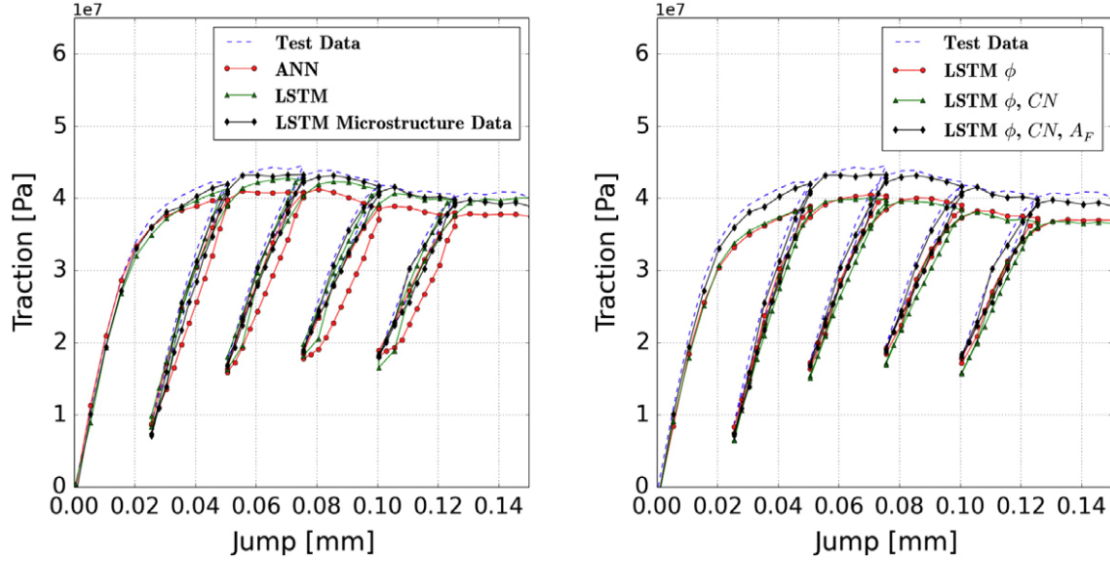 1e7
6
5
4
3
2
1
0
Traction [Pa]
0.00 0.02 0.04 0.06 0.08 0.10 0.12 0.14
Jump [mm]
Test Data
ANN
LSTM
LSTM Microstructure Data
1e7
6
5
4
3
2
1
0
Traction [Pa]
0.00 0.02 0.04 0.06 0.08 0.10 0.12 0.14
Jump [mm]
Test Data
LSTM ϕ
LSTM ϕ, CN
LSTM ϕ, CN, A_F